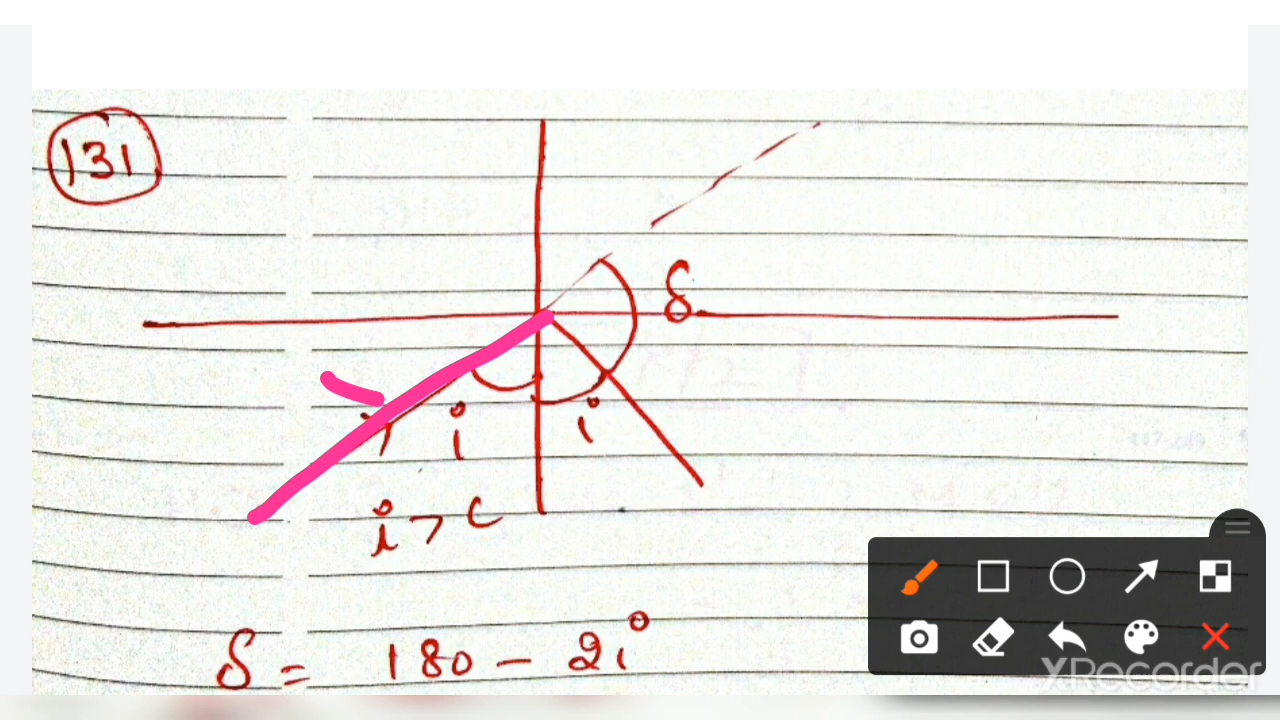 131
δ
i i
i > c
δ = 180 - 2i
XRecorder